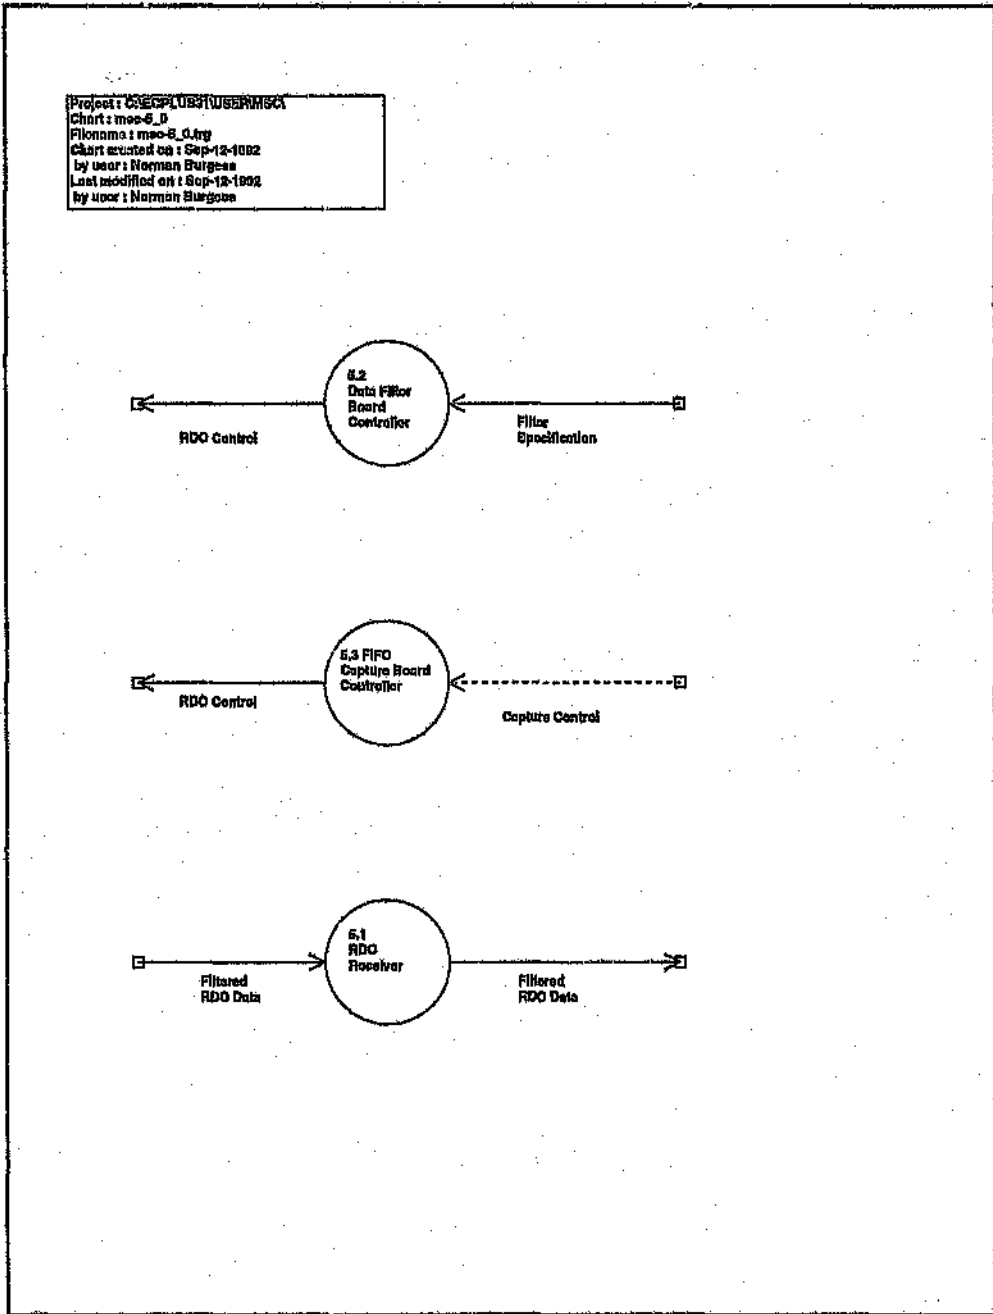 Project : C:\ECPLUS31\USER\MSC\
Chart : msc-5_0
Filename : msc-5_0.trg
Chart created on : Sep-12-1992
by user : Norman Burgess
Last modified on : Sep-12-1992
by user : Norman Burgess
5.2
Data Filter
Board
Controller
RDO Control
Filter
Specification
5.3 FIFO
Capture Board
Controller
RDO Control
Capture Control
5.1
RDO
Receiver
Filtered
RDO Data
Filtered
RDO Data